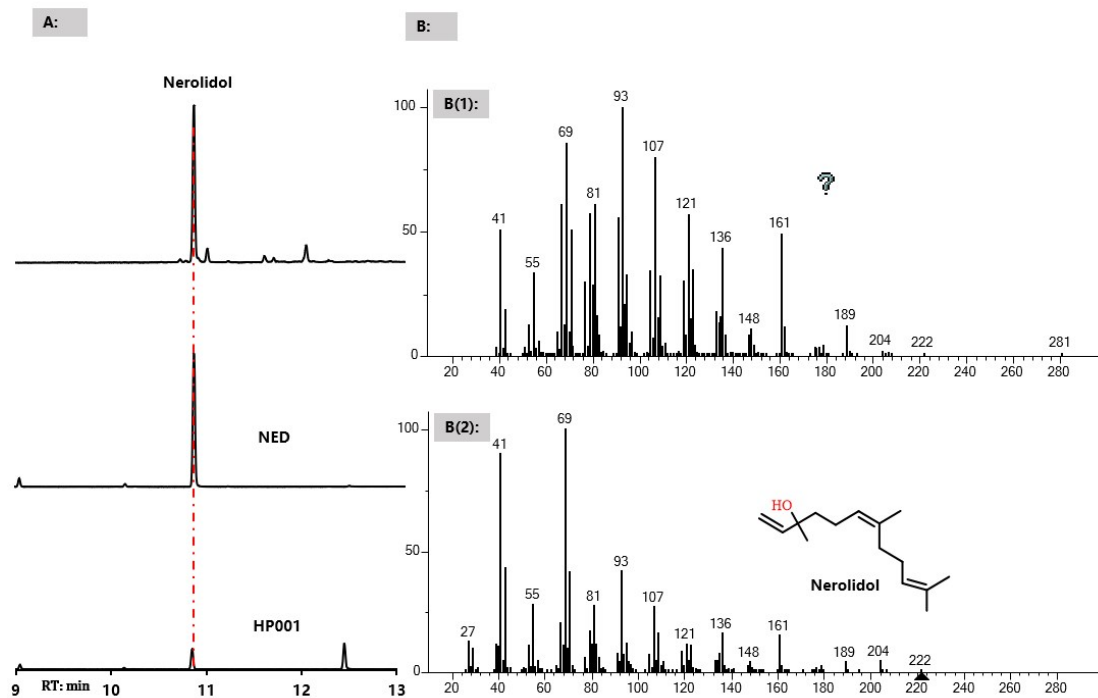 A:
Nerolidol
NED
HP001
9 10 11 12 13
RT: min
B:
B(1):
100
50
0
41 55 69 81 93 107 121 136 148 161 189 204 222 281
?
20 40 60 80 100 120 140 160 180 200 220 240 260 280
B(2):
100
50
0
27 41 55 69 81 93 107 121 136 148 161 189 204 222
HO
Nerolidol
20 40 60 80 100 120 140 160 180 200 220 240 260 280